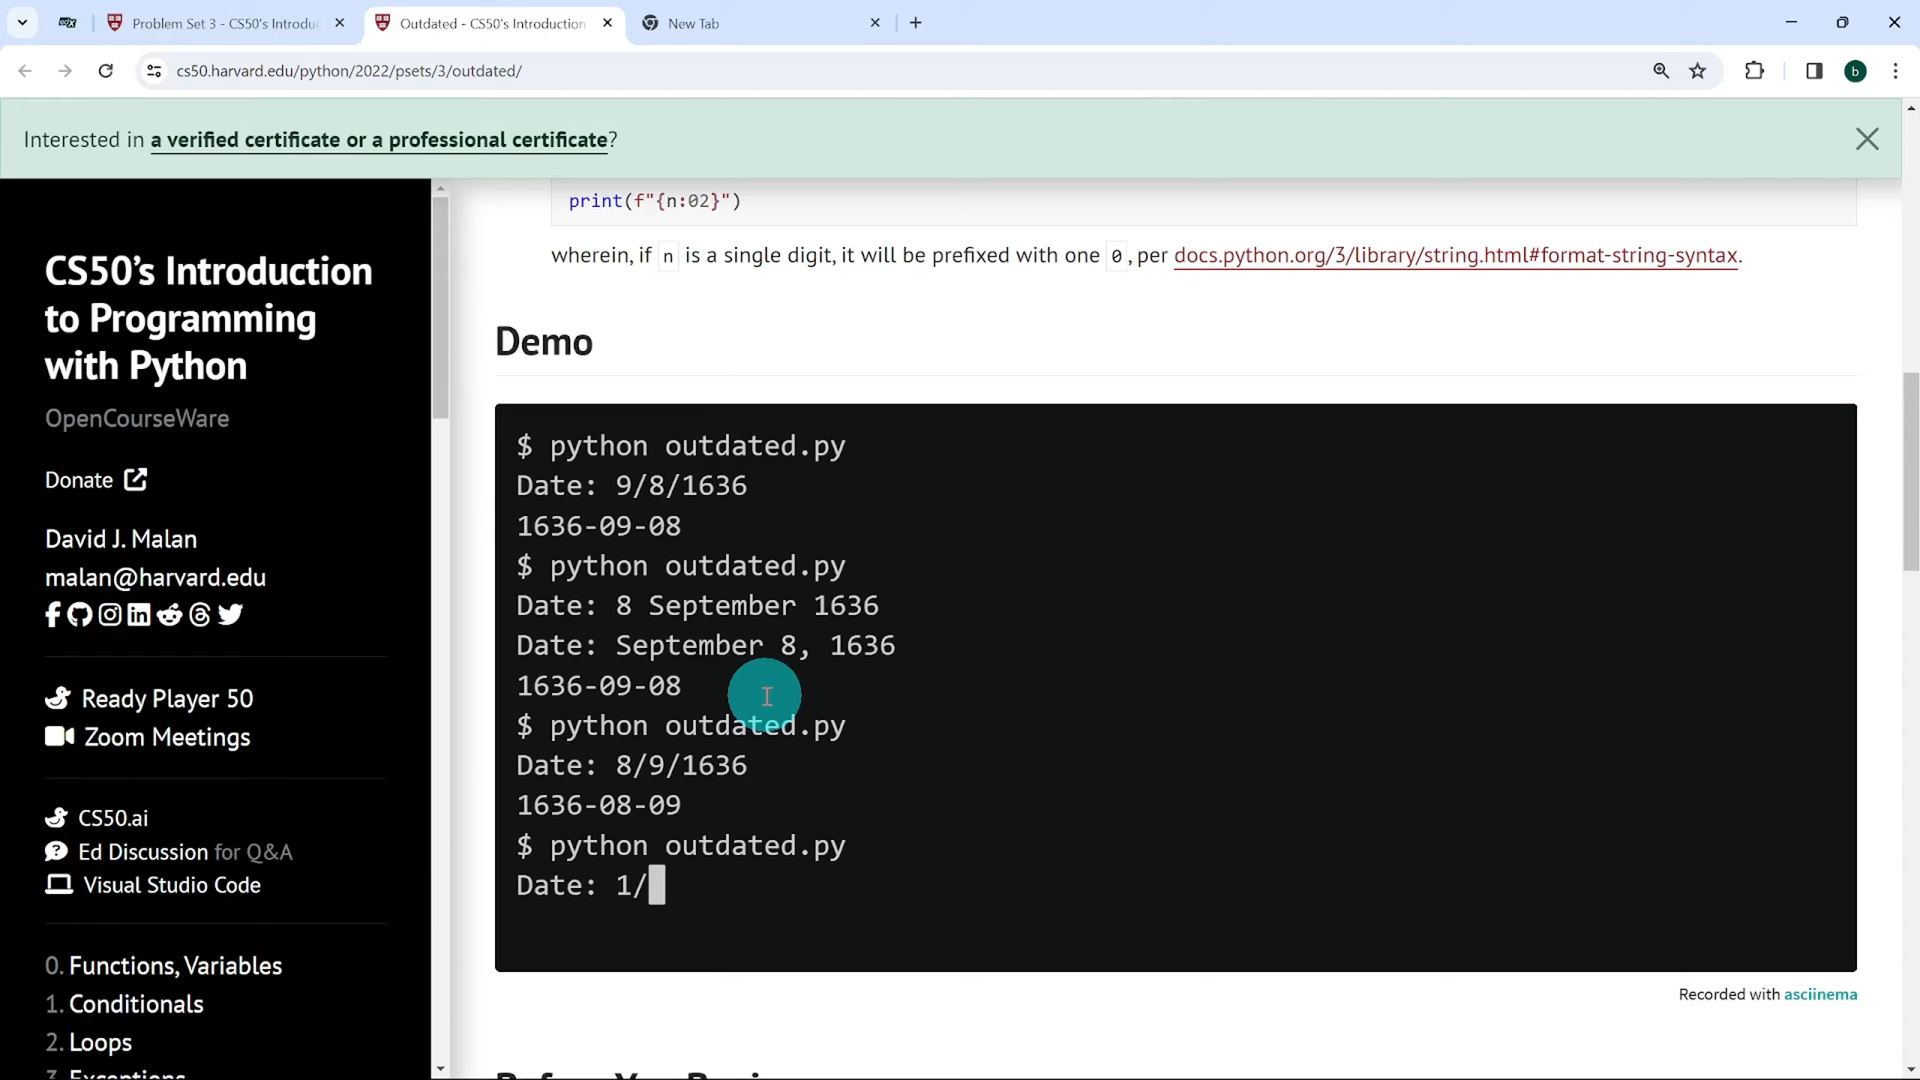 Problem Set 3 - CS50's Introdu
Outdated - CS50's Introduction
New Tab
cs50.harvard.edu/python/2022/psets/3/outdated/
b
Interested in a verified certificate or a professional certificate?
CS50's Introduction
to Programming
with Python
OpenCourseWare
Donate
David J. Malan
malan@harvard.edu
Ready Player 50
Zoom Meetings
CS50.ai
Ed Discussion for Q&A
Visual Studio Code
0. Functions, Variables
1. Conditionals
2. Loops
3. Exceptions
print(f"{n:02}")
wherein, if n is a single digit, it will be prefixed with one 0, per docs.python.org/3/library/string.html#format-string-syntax.
Demo
$ python outdated.py
Date: 9/8/1636
1636-09-08
$ python outdated.py
Date: 8 September 1636
Date: September 8, 1636
1636-09-08
$ python outdated.py
Date: 8/9/1636
1636-08-09
$ python outdated.py
Date: 1/
Recorded with asciinema
Before You Begin